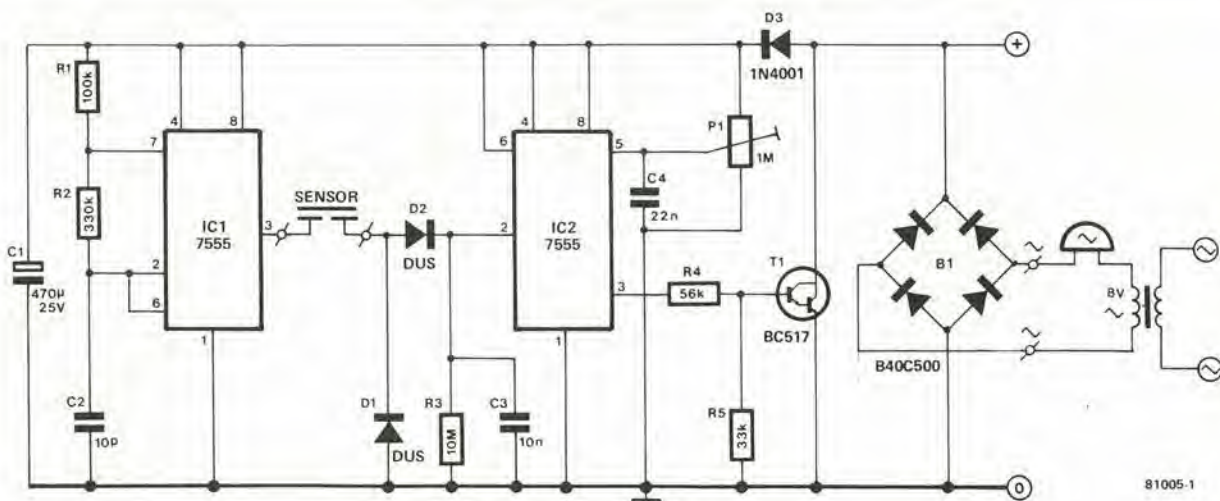 R1
100k
R2
330k
C1
470µ
25V
C2
10p
4
8
7
2
6
3
1
IC1
7555
SENSOR
D2
DUS
D1
DUS
R3
10M
C3
10n
6
4
8
5
2
3
1
IC2
7555
C4
22n
P1
1M
D3
1N4001
R4
56k
T1
BC517
R5
33k
+
0
B1
B40C500
~
~
~
8V
~
~
~
81005-1